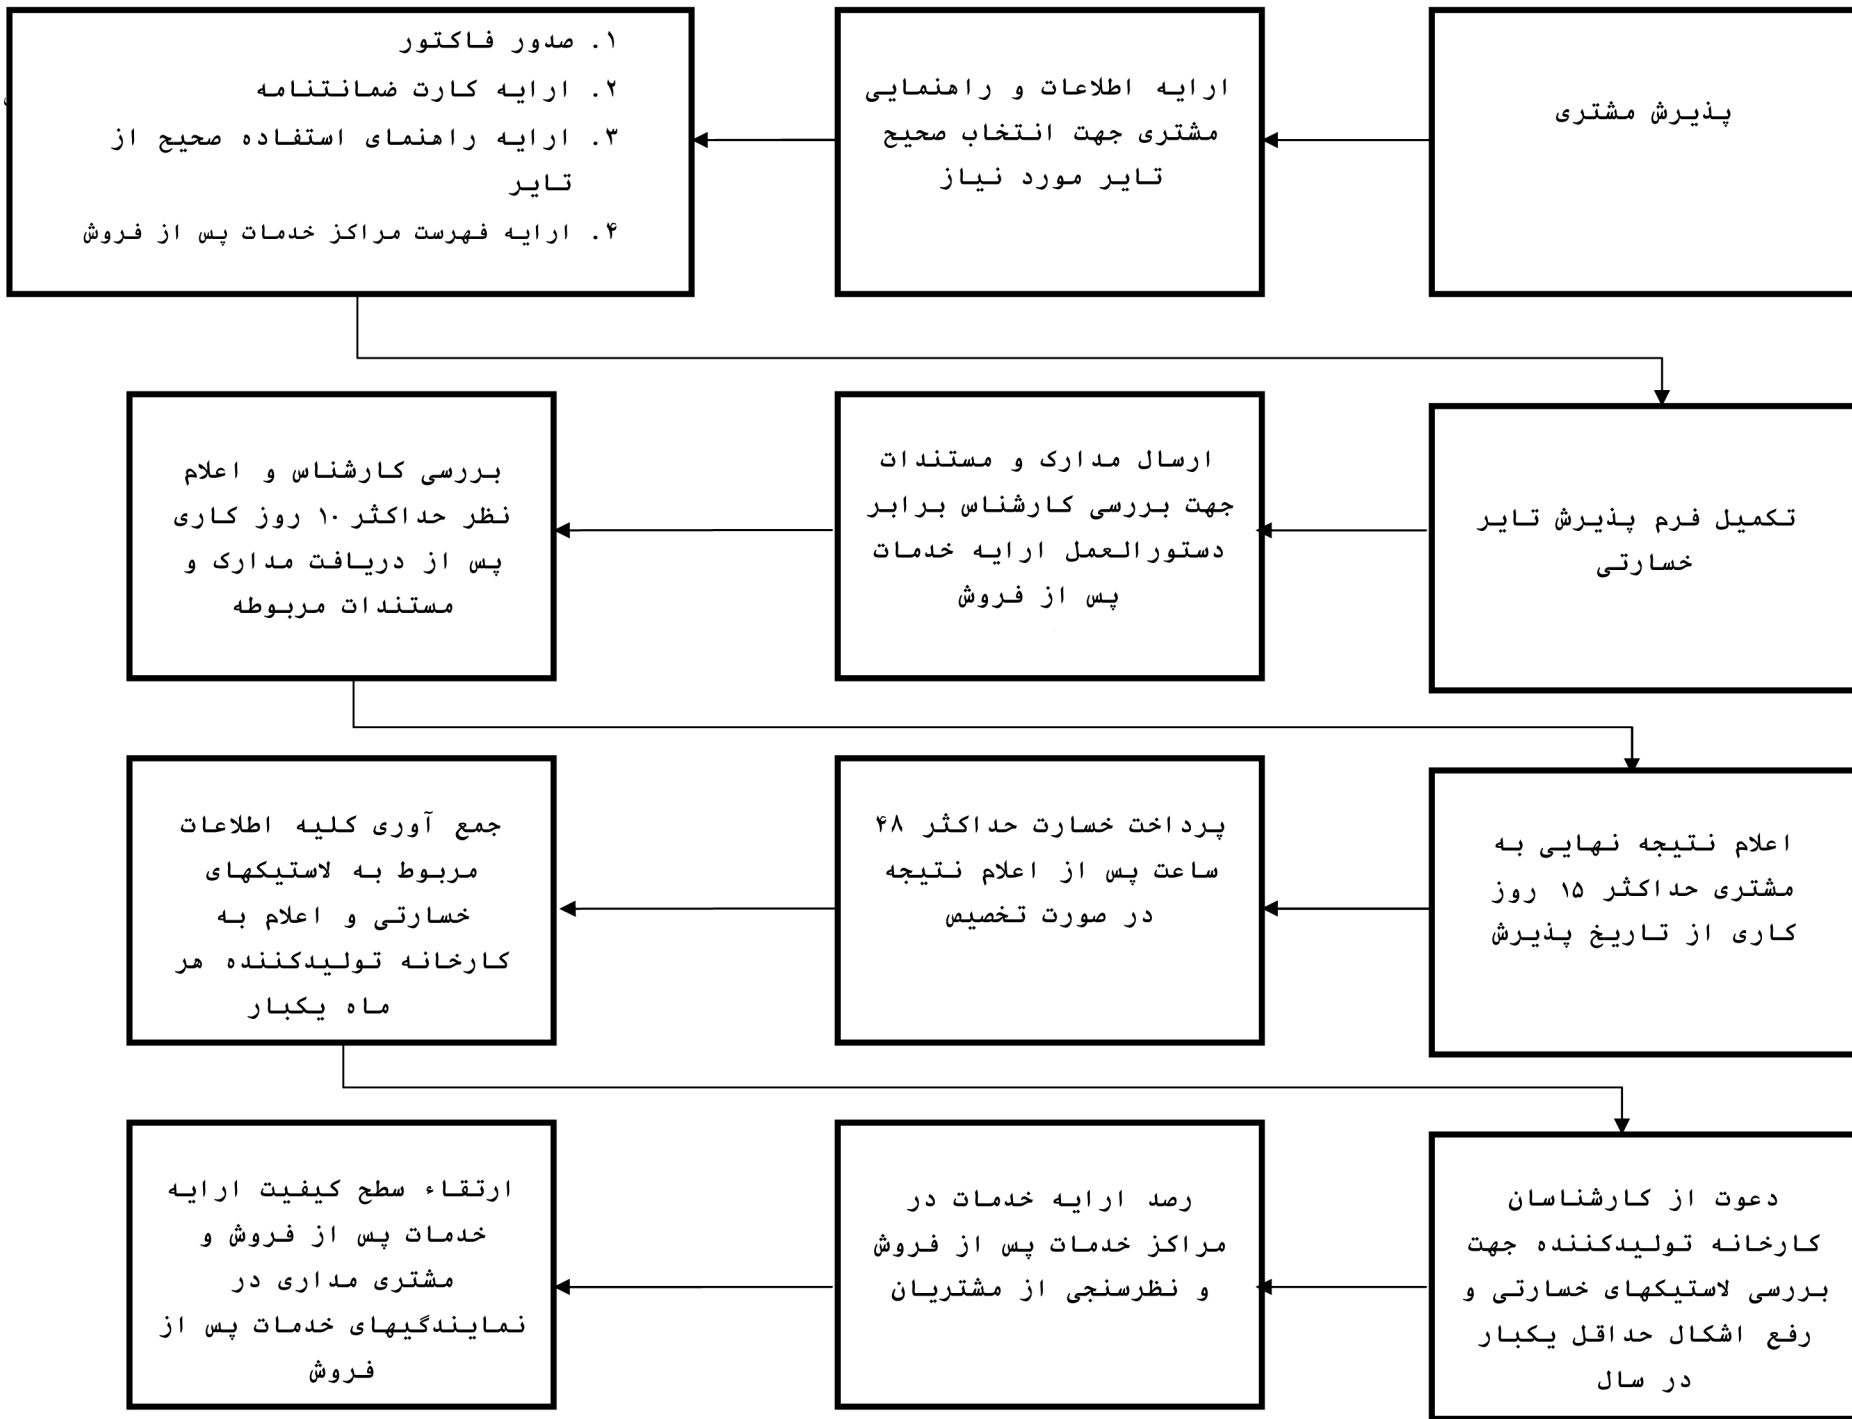 پذیرش مشتری
ارایه اطلاعات و راهنمایی
مشتری جهت انتخاب صحیح
تایر مورد نیاز
۱. صدور فاکتور
۲. ارایه کارت ضمانتنامه
۳. ارایه راهنمای استفاده صحیح از
تایر
۴. ارایه فهرست مراکز خدمات پس از فروش
تکمیل فرم پذیرش تایر
خسارتی
ارسال مدارک و مستندات
جهت بررسی کارشناس برابر
دستورالعمل ارایه خدمات
پس از فروش
بررسی کارشناس و اعلام
نظر حداکثر ۱۰ روز کاری
پس از دریافت مدارک و
مستندات مربوطه
اعلام نتیجه نهایی به
مشتری حداکثر ۱۵ روز
کاری از تاریخ پذیرش
پرداخت خسارت حداکثر ۴۸
ساعت پس از اعلام نتیجه
در صورت تخصیص
جمع آوری کلیه اطلاعات
مربوط به لاستیکهای
خسارتی و اعلام به
کارخانه تولیدکننده هر
ماه یکبار
دعوت از کارشناسان
کارخانه تولیدکننده جهت
بررسی لاستیکهای خسارتی و
رفع اشکال حداقل یکبار
در سال
رصد ارایه خدمات در
مراکز خدمات پس از فروش
و نظرسنجی از مشتریان
ارتقاء سطح کیفیت ارایه
خدمات پس از فروش و
مشتری مداری در
نمایندگیهای خدمات پس از
فروش